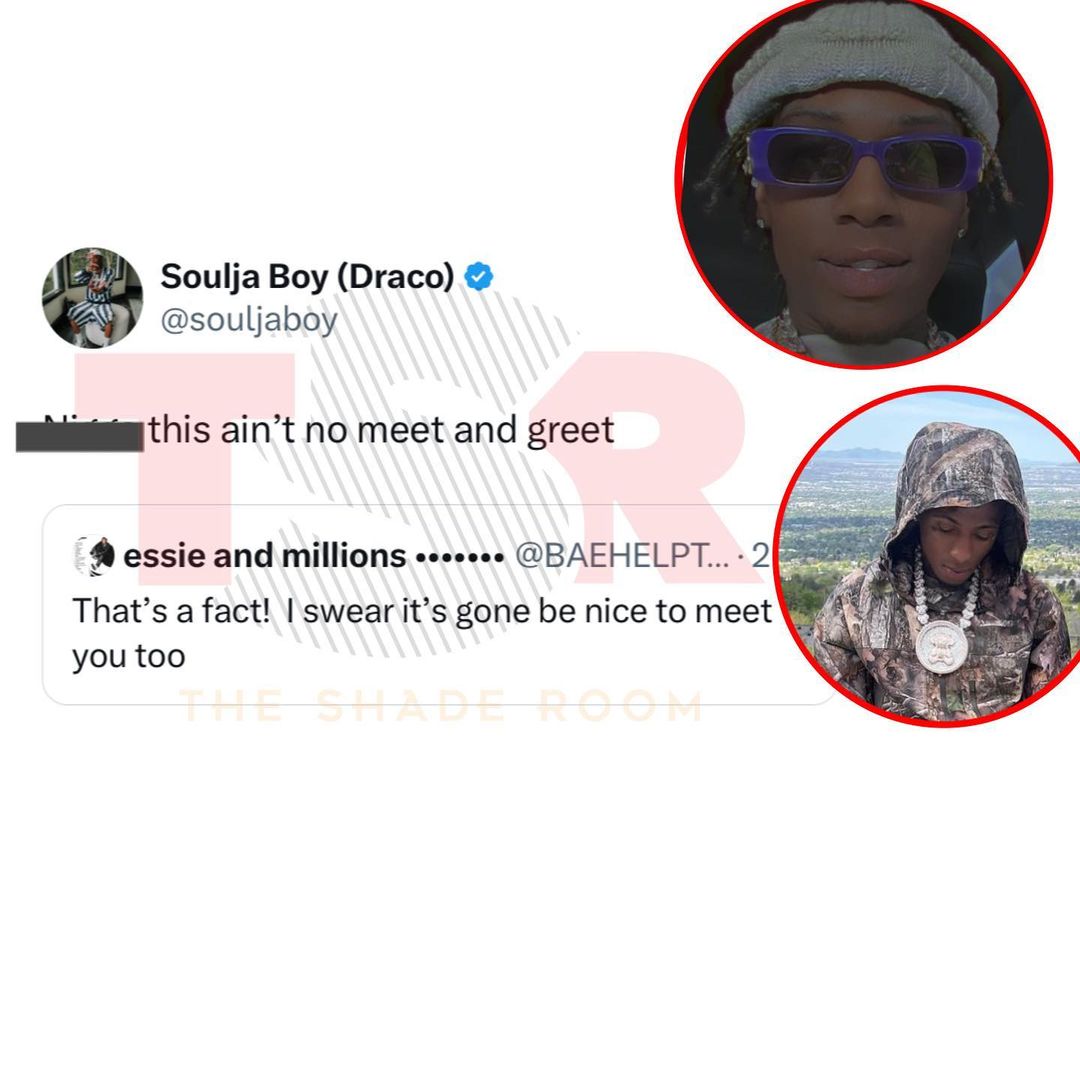 Soulja Boy (Draco)
@souljaboy
this ain't no meet and greet
essie and millions ••••••• @BAEHELPT... · 2
That's a fact!  I swear it's gone be nice to meet
you too
TSR
THE SHADE ROOM